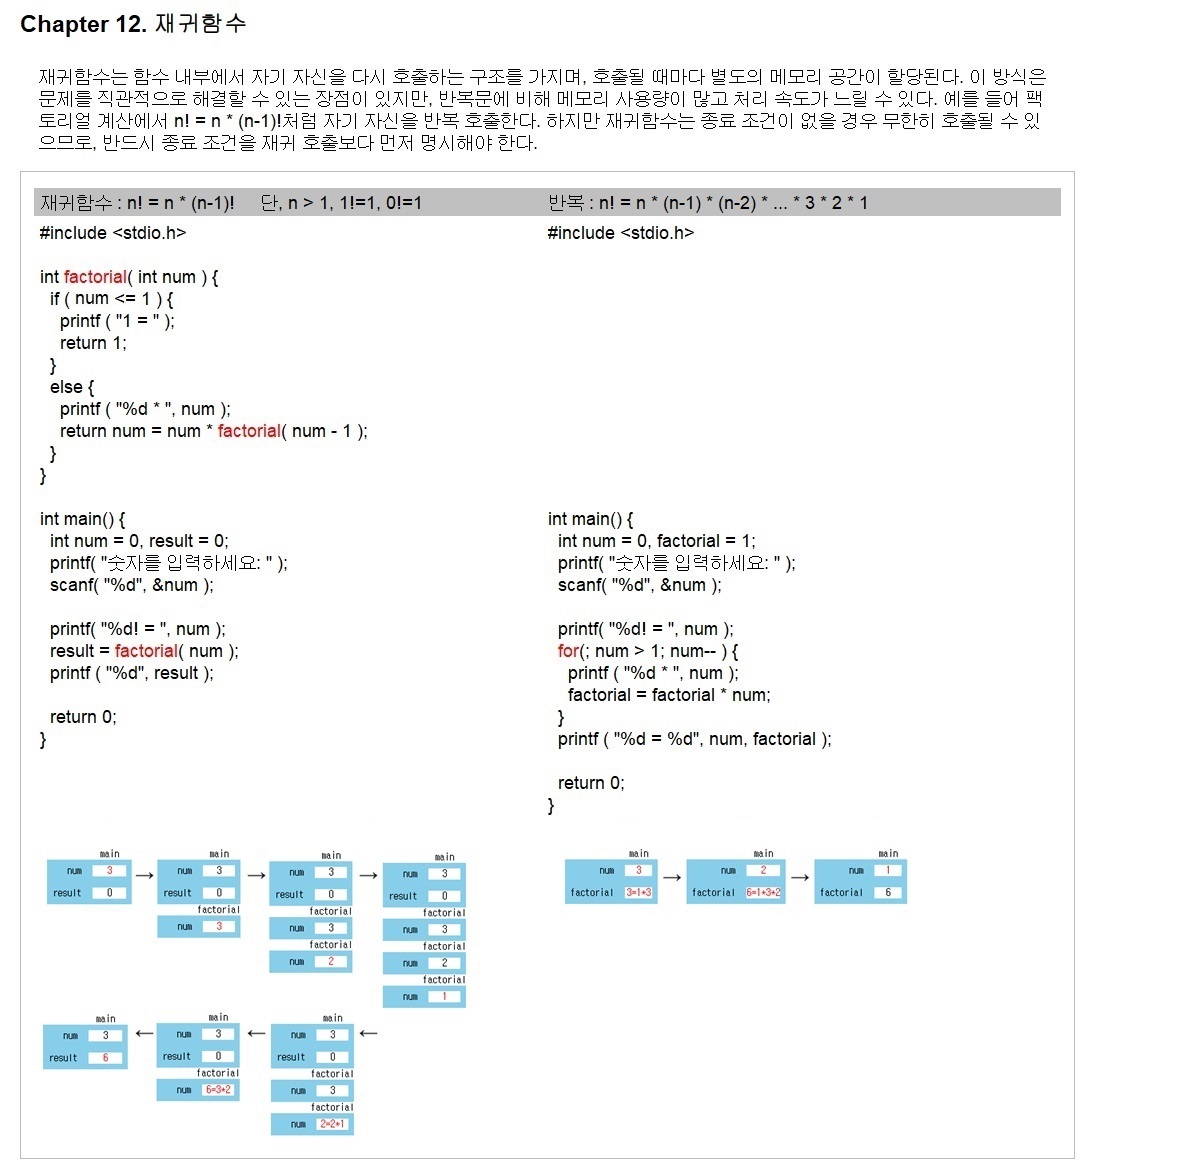 Chapter 12. 재귀함수
재귀함수는 함수 내부에서 자기 자신을 다시 호출하는 구조를 가지며, 호출될 때마다 별도의 메모리 공간이 할당된다. 이 방식은
문제를 직관적으로 해결할 수 있는 장점이 있지만, 반복문에 비해 메모리 사용량이 많고 처리 속도가 느릴 수 있다. 예를 들어 팩
토리얼 계산에서 n! = n * (n-1)!처럼 자기 자신을 반복 호출한다. 하지만 재귀함수는 종료 조건이 없을 경우 무한히 호출될 수 있
으므로, 반드시 종료 조건을 재귀 호출보다 먼저 명시해야 한다.
재귀함수 : n! = n * (n-1)! 단, n > 1, 1!=1, 0!=1
#include <stdio.h>
int factorial( int num ) {
if ( num <= 1 ) {
printf ( "1 = " );
return 1;
}
else {
printf ( "%d * ", num );
return num = num * factorial( num - 1 );
}
}
int main() {
int num = 0, result = 0;
printf( "숫자를 입력하세요: " );
scanf( "%d", &num );
printf( "%d! = ", num );
result = factorial( num );
printf ( "%d", result );
return 0;
}
반복 : n! = n * (n-1) * (n-2) * ... * 3 * 2 * 1
#include <stdio.h>
int main() {
int num = 0, factorial = 1;
printf( "숫자를 입력하세요: " );
scanf( "%d", &num );
printf( "%d! = ", num );
for(; num > 1; num-- ) {
printf ( "%d * ", num );
factorial = factorial * num;
}
printf ( "%d = %d", num, factorial );
return 0;
}
main
num 3
result 0
→
main
num 3
result 0
factorial
num 3
→
main
num 3
result 0
factorial
num 3
factorial
num 2
→
main
num 3
result 0
factorial
num 3
factorial
num 2
factorial
num 1
main
num 3
result 6
←
main
num 3
result 0
factorial
num 6=3*2
←
main
num 3
result 0
factorial
num 3
factorial
num 2=2*1
←
main
num 3
factorial 3=1*3
→
main
num 2
factorial 6=1*3*2
→
main
num 1
factorial 6